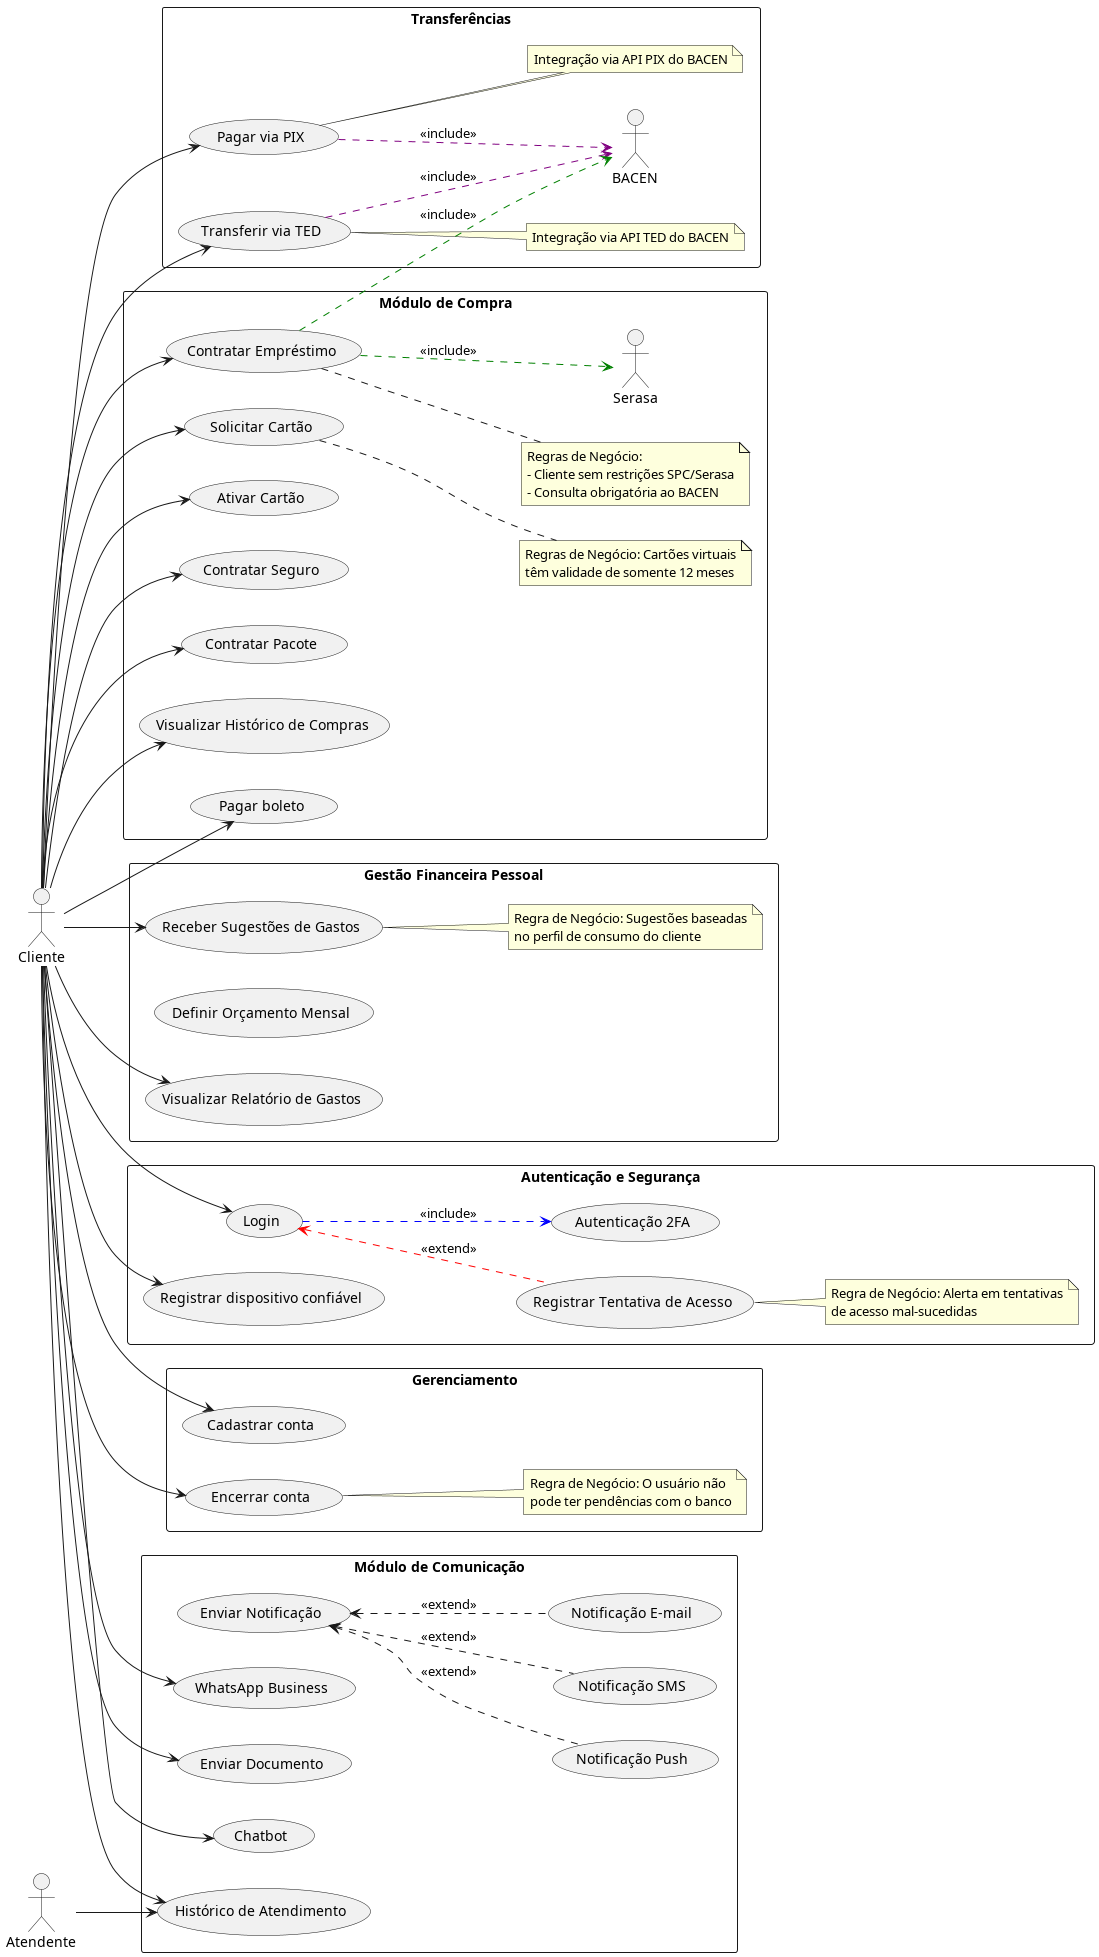 Transferências
Integração via API PIX do BACEN
Pagar via PIX
«include»
BACEN
«include»
Transferir via TED
«include»
Integração via API TED do BACEN
Módulo de Compra
Contratar Empréstimo
«include»
Serasa
Solicitar Cartão
Regras de Negócio:
- Cliente sem restrições SPC/Serasa
- Consulta obrigatória ao BACEN
Ativar Cartão
Regras de Negócio: Cartões virtuais
têm validade de somente 12 meses
Contratar Seguro
Contratar Pacote
Visualizar Histórico de Compras
Pagar boleto
Cliente
Gestão Financeira Pessoal
Receber Sugestões de Gastos
Regra de Negócio: Sugestões baseadas
no perfil de consumo do cliente
Definir Orçamento Mensal
Visualizar Relatório de Gastos
Autenticação e Segurança
Login
«include»
Autenticação 2FA
«extend»
Registrar dispositivo confiável
Registrar Tentativa de Acesso
Regra de Negócio: Alerta em tentativas
de acesso mal-sucedidas
Gerenciamento
Cadastrar conta
Encerrar conta
Regra de Negócio: O usuário não
pode ter pendências com o banco
Módulo de Comunicação
Enviar Notificação
«extend»
Notificação E-mail
«extend»
«extend»
WhatsApp Business
Notificação SMS
Enviar Documento
Notificação Push
Chatbot
Histórico de Atendimento
Atendente